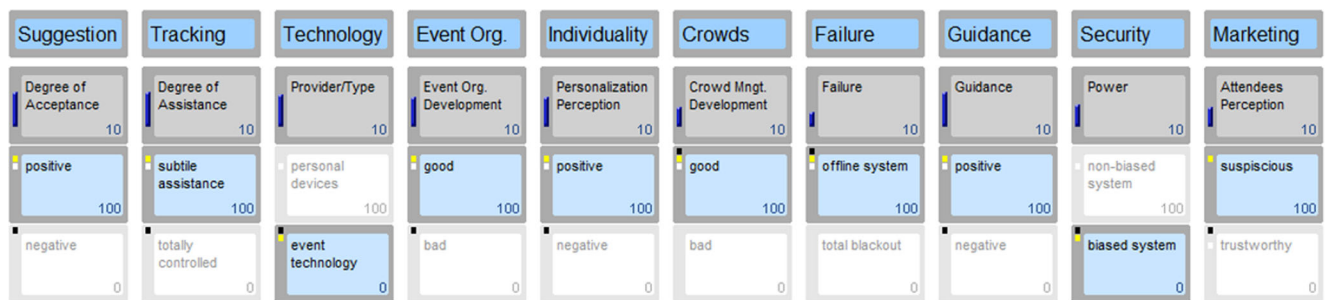 Suggestion Tracking Technology Event Org. Individuality Crowds Failure Guidance Security Marketing
Degree of Acceptance
10
Degree of Assistance
10
Provider/Type
10
Event Org. Development
10
Personalization Perception
10
Crowd Mngt. Development
10
Failure
10
Guidance
10
Power
10
Attendees Perception
10
positive
100
subtile assistance
100
personal devices
100
good
100
positive
100
good
100
offline system
100
positive
100
non-biased system
100
suspiscious
100
negative
0
totally controlled
0
event technology
0
bad
0
negative
0
bad
0
total blackout
0
negative
0
biased system
0
trustworthy
0